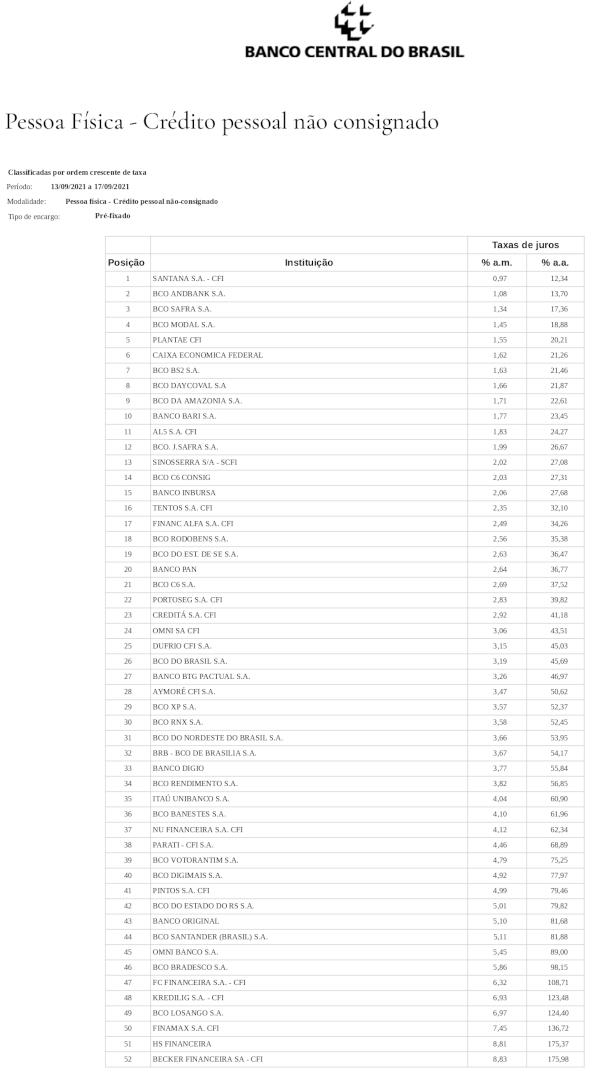 BANCO CENTRAL DO BRASIL
Pessoa Física - Crédito pessoal não consignado
Classificadas por ordem crescente de taxa
Período: 13/09/2021 a 17/09/2021
Modalidade: Pessoa física - Crédito pessoal não-consignado
Tipo de encargo: Pré-fixado
Taxas de juros
Posição Instituição % a.m. % a.a.
1 SANTANA S.A. - CFI 0,97 12,34
2 BCO ANDBANK S.A. 1,08 13,70
3 BCO SAFRA S.A. 1,34 17,36
4 BCO MODAL S.A. 1,45 18,88
5 PLANTAE CFI 1,55 20,21
6 CAIXA ECONOMICA FEDERAL 1,62 21,26
7 BCO BS2 S.A. 1,63 21,46
8 BCO DAYCOVAL S.A 1,66 21,87
9 BCO DA AMAZONIA S.A. 1,71 22,61
10 BANCO BARI S.A. 1,77 23,45
11 AL5 S.A. CFI 1,83 24,27
12 BCO. J.SAFRA S.A. 1,99 26,67
13 SINOSSERRA S/A - SCFI 2,02 27,08
14 BCO C6 CONSIG 2,03 27,31
15 BANCO INBURSA 2,06 27,68
16 TENTOS S.A. CFI 2,35 32,10
17 FINANC ALFA S.A. CFI 2,49 34,26
18 BCO RODOBENS S.A. 2,56 35,38
19 BCO DO EST. DE SE S.A. 2,63 36,47
20 BANCO PAN 2,64 36,77
21 BCO C6 S.A. 2,69 37,52
22 PORTOSEG S.A. CFI 2,83 39,82
23 CREDITÁ S.A. CFI 2,92 41,18
24 OMNI SA CFI 3,06 43,51
25 DUFRIO CFI S.A. 3,15 45,03
26 BCO DO BRASIL S.A. 3,19 45,69
27 BANCO BTG PACTUAL S.A. 3,26 46,97
28 AYMORÉ CFI S.A. 3,47 50,62
29 BCO XP S.A. 3,57 52,37
30 BCO RNX S.A. 3,58 52,45
31 BCO DO NORDESTE DO BRASIL S.A. 3,66 53,95
32 BRB - BCO DE BRASILIA S.A. 3,67 54,17
33 BANCO DIGIO 3,77 55,84
34 BCO RENDIMENTO S.A. 3,82 56,85
35 ITAÚ UNIBANCO S.A. 4,04 60,90
36 BCO BANESTES S.A. 4,10 61,96
37 NU FINANCEIRA S.A. CFI 4,12 62,34
38 PARATI - CFI S.A. 4,46 68,89
39 BCO VOTORANTIM S.A. 4,79 75,25
40 BCO DIGIMAIS S.A. 4,92 77,97
41 PINTOS S.A. CFI 4,99 79,46
42 BCO DO ESTADO DO RS S.A. 5,01 79,82
43 BANCO ORIGINAL 5,10 81,68
44 BCO SANTANDER (BRASIL) S.A. 5,11 81,88
45 OMNI BANCO S.A. 5,45 89,00
46 BCO BRADESCO S.A. 5,86 98,15
47 FC FINANCEIRA S.A. - CFI 6,32 108,71
48 KREDILIG S.A. - CFI 6,93 123,48
49 BCO LOSANGO S.A. 6,97 124,40
50 FINAMAX S.A. CFI 7,45 136,72
51 HS FINANCEIRA 8,81 175,37
52 BECKER FINANCEIRA SA - CFI 8,83 175,98